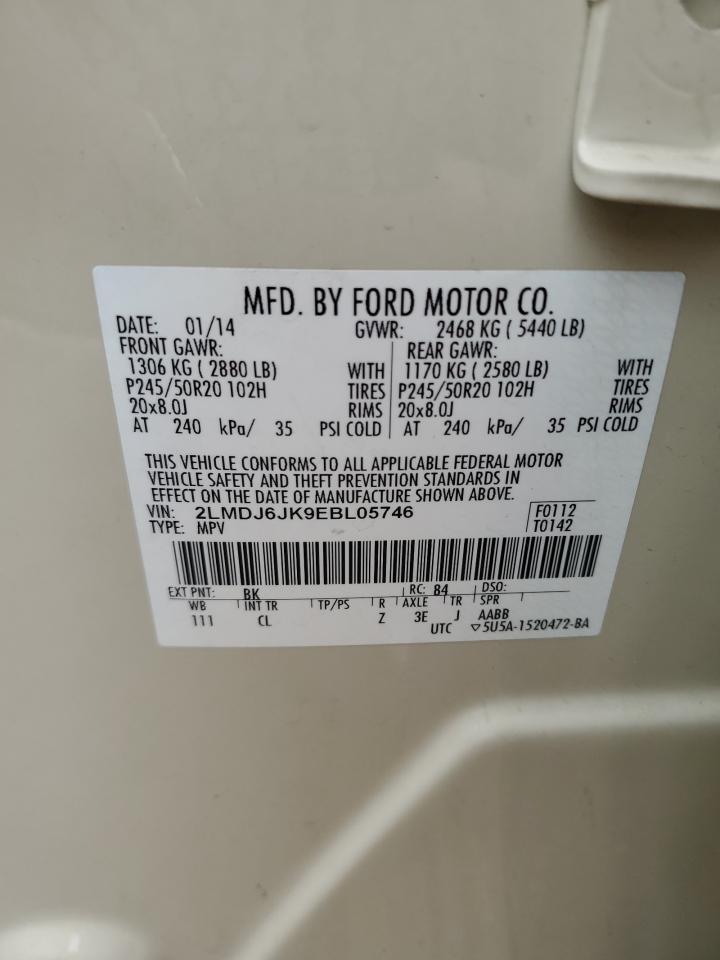 MFD. BY FORD MOTOR CO.
DATE: 01/14 GVWR: 2468 KG ( 5440 LB)
FRONT GAWR: REAR GAWR:
1306 KG ( 2880 LB) WITH 1170 KG ( 2580 LB) WITH
P245/50R20 102H TIRES P245/50R20 102H TIRES
20x8.0J RIMS 20x8.0J RIMS
AT 240 kPa/ 35 PSI COLD AT 240 kPa/ 35 PSI COLD
THIS VEHICLE CONFORMS TO ALL APPLICABLE FEDERAL MOTOR
VEHICLE SAFETY AND THEFT PREVENTION STANDARDS IN
EFFECT ON THE DATE OF MANUFACTURE SHOWN ABOVE.
VIN: 2LMDJ6JK9EBL05746 F0112
TYPE: MPV T0142
EXT PNT: BK RC: 84 DSO:
WB INT TR TP/PS R AXLE TR SPR
111 CL Z 3E J AABB
UTC ▽5U5A-1520472-BA